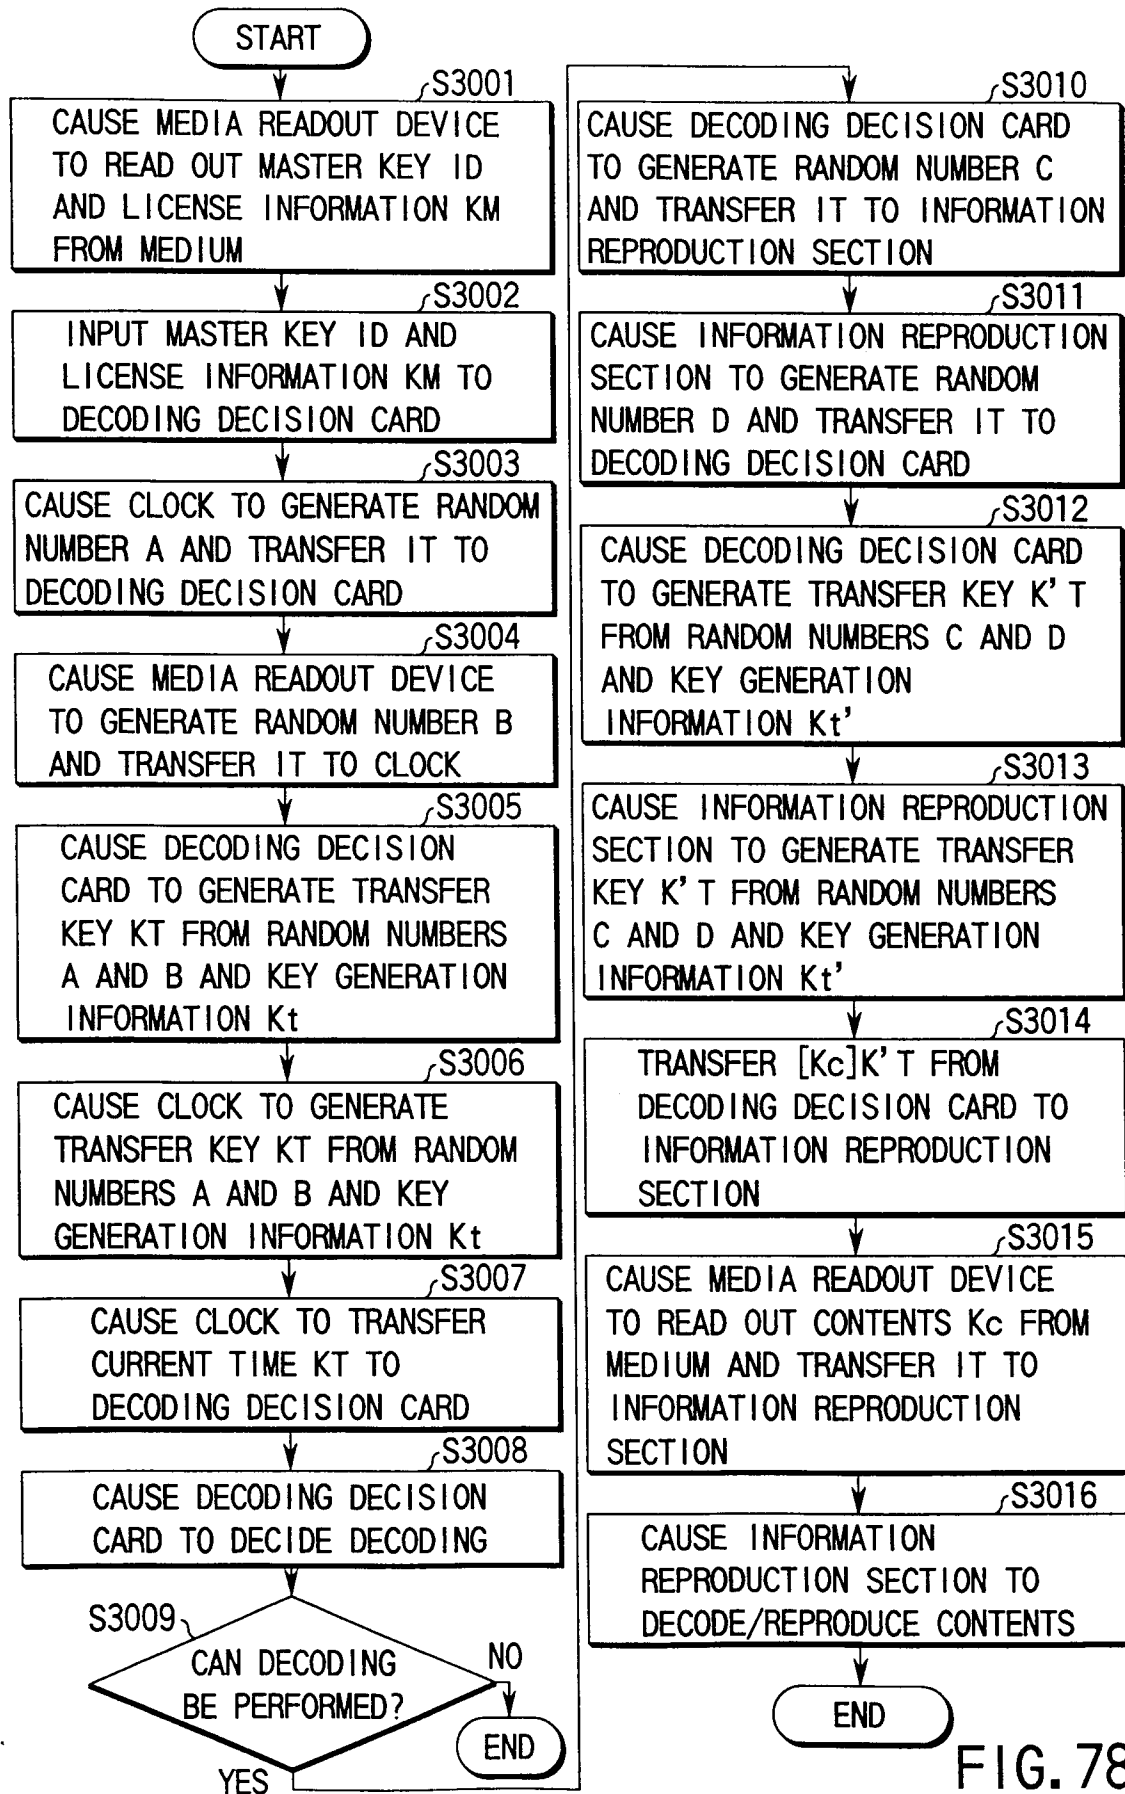 START
S3001
CAUSE MEDIA READOUT DEVICE
TO READ OUT MASTER KEY ID
AND LICENSE INFORMATION KM
FROM MEDIUM
S3002
INPUT MASTER KEY ID AND
LICENSE INFORMATION KM TO
DECODING DECISION CARD
S3003
CAUSE CLOCK TO GENERATE RANDOM
NUMBER A AND TRANSFER IT TO
DECODING DECISION CARD
S3004
CAUSE MEDIA READOUT DEVICE
TO GENERATE RANDOM NUMBER B
AND TRANSFER IT TO CLOCK
S3005
CAUSE DECODING DECISION
CARD TO GENERATE TRANSFER
KEY KT FROM RANDOM NUMBERS
A AND B AND KEY GENERATION
INFORMATION Kt
S3006
CAUSE CLOCK TO GENERATE
TRANSFER KEY KT FROM RANDOM
NUMBERS A AND B AND KEY
GENERATION INFORMATION Kt
S3007
CAUSE CLOCK TO TRANSFER
CURRENT TIME KT TO
DECODING DECISION CARD
S3008
CAUSE DECODING DECISION
CARD TO DECIDE DECODING
S3009
CAN DECODING
BE PERFORMED?
NO
END
YES
S3010
CAUSE DECODING DECISION CARD
TO GENERATE RANDOM NUMBER C
AND TRANSFER IT TO INFORMATION
REPRODUCTION SECTION
S3011
CAUSE INFORMATION REPRODUCTION
SECTION TO GENERATE RANDOM
NUMBER D AND TRANSFER IT TO
DECODING DECISION CARD
S3012
CAUSE DECODING DECISION CARD
TO GENERATE TRANSFER KEY K'T
FROM RANDOM NUMBERS C AND D
AND KEY GENERATION
INFORMATION Kt'
S3013
CAUSE INFORMATION REPRODUCTION
SECTION TO GENERATE TRANSFER
KEY K'T FROM RANDOM NUMBERS
C AND D AND KEY GENERATION
INFORMATION Kt'
S3014
TRANSFER [Kc]K'T FROM
DECODING DECISION CARD TO
INFORMATION REPRODUCTION
SECTION
S3015
CAUSE MEDIA READOUT DEVICE
TO READ OUT CONTENTS Kc FROM
MEDIUM AND TRANSFER IT TO
INFORMATION REPRODUCTION
SECTION
S3016
CAUSE INFORMATION
REPRODUCTION SECTION TO
DECODE/REPRODUCE CONTENTS
END
FIG. 78